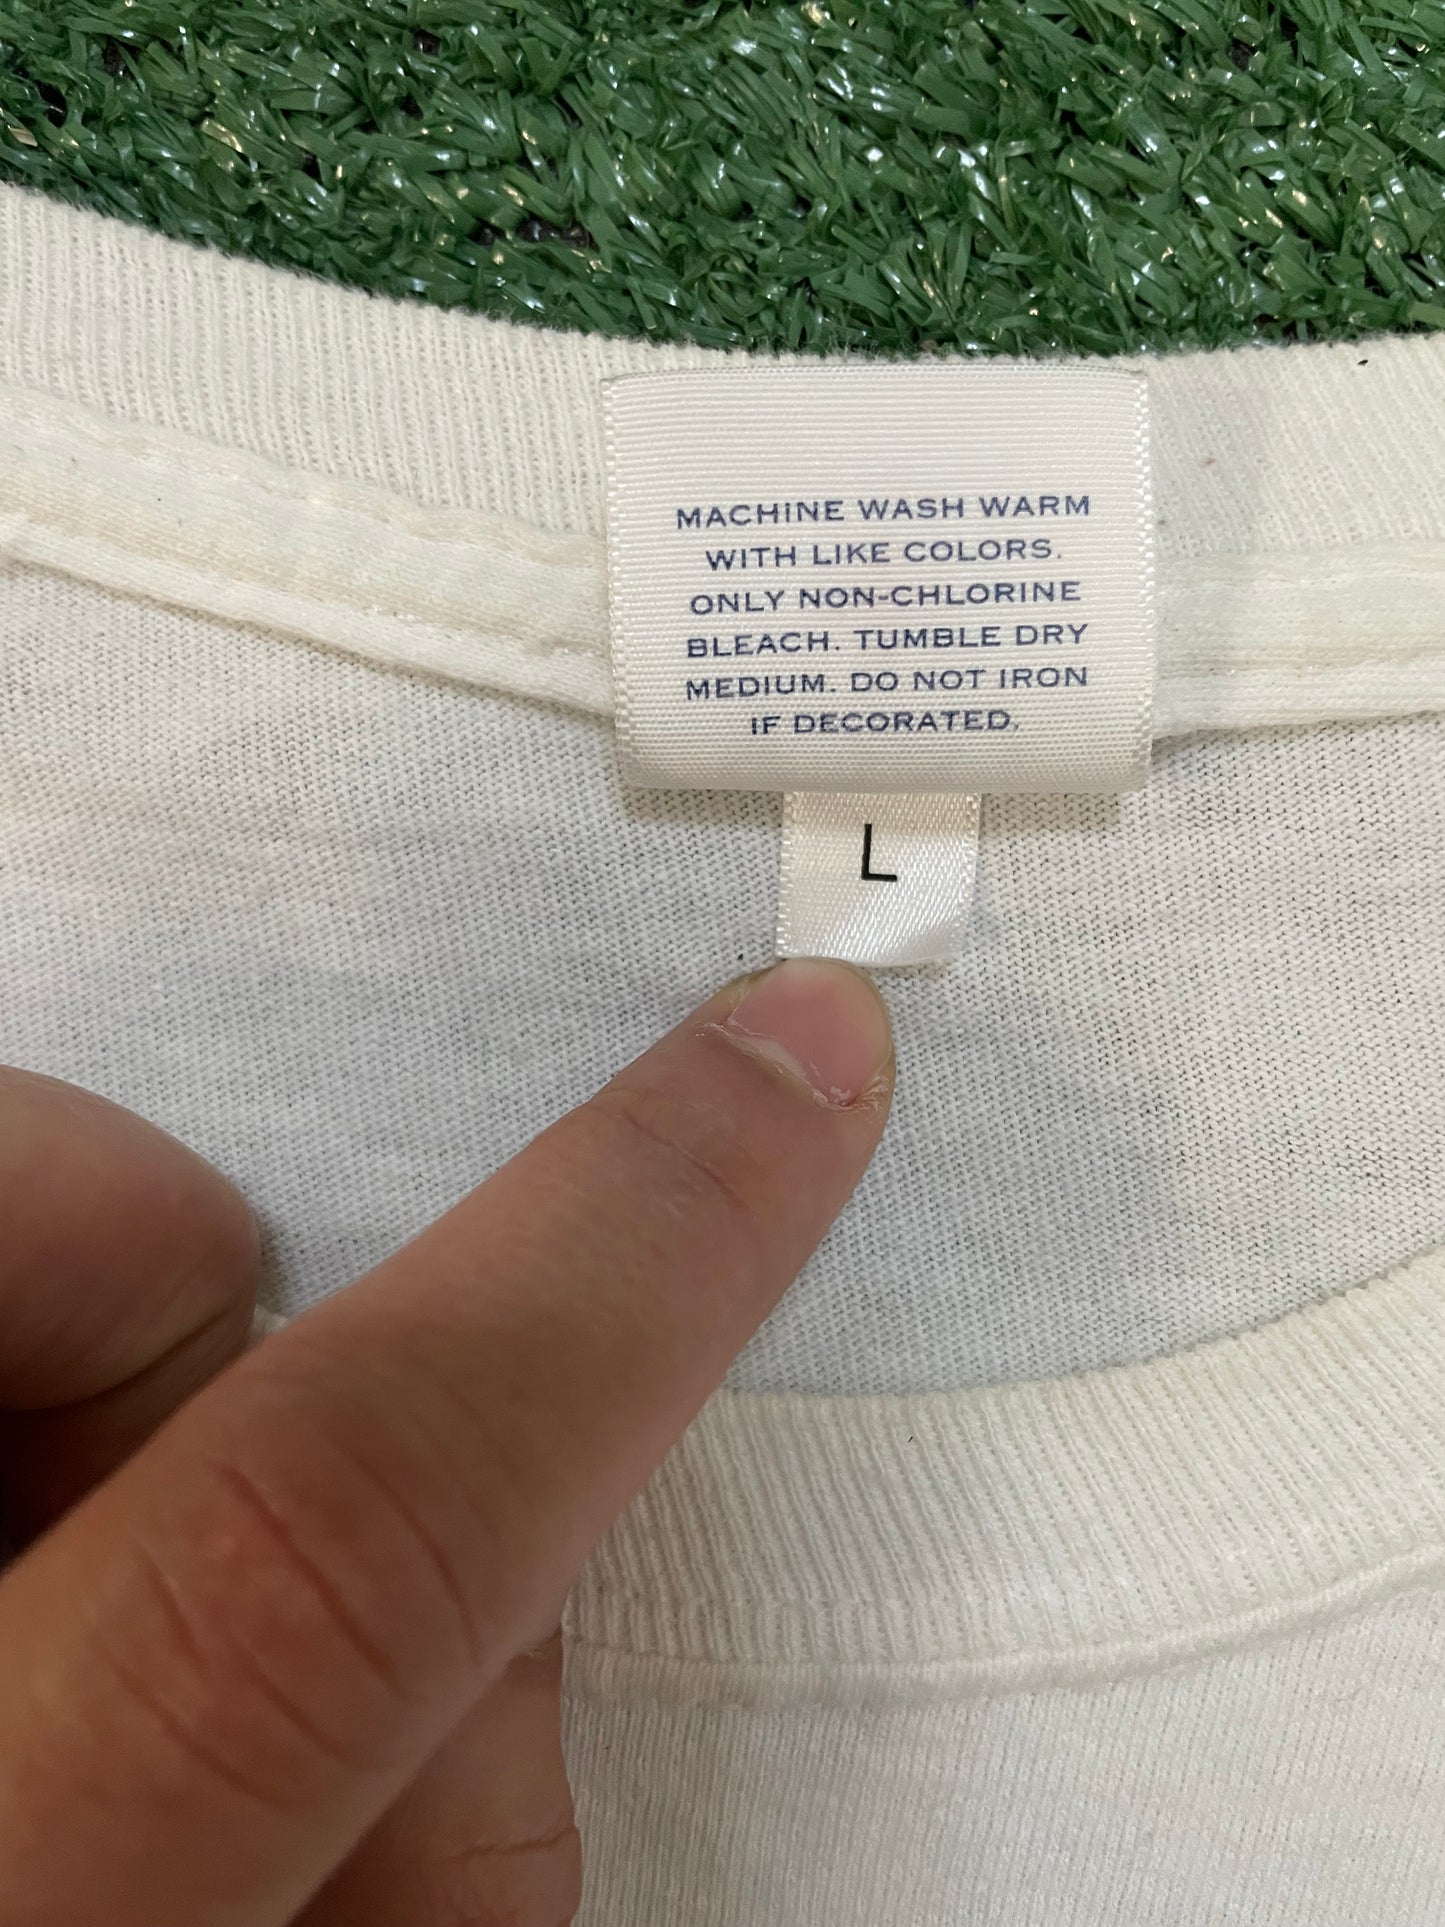 MACHINE WASH WARM
WITH LIKE COLORS.
ONLY NON-CHLORINE
BLEACH. TUMBLE DRY
MEDIUM. DO NOT IRON
IF DECORATED.
L